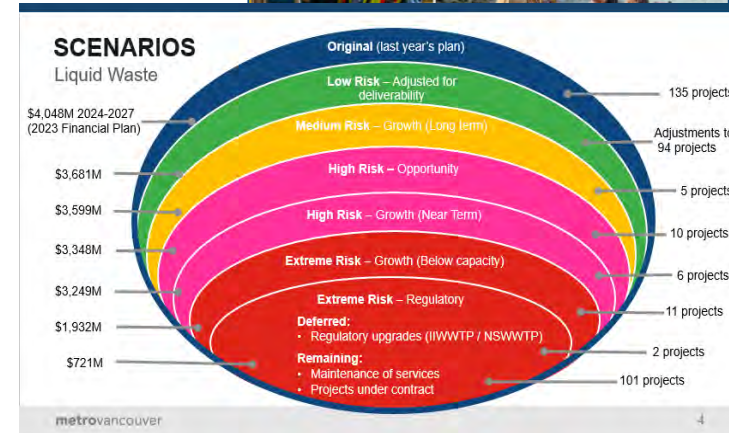 SCENARIOS
Liquid Waste
Original (last year's plan)
Low Risk – Adjusted for
deliverability
Medium Risk – Growth (Long Term)
High Risk – Opportunity
High Risk – Growth (Near Term)
Extreme Risk – Growth (Below capacity)
Extreme Risk – Regulatory
Deferred:
• Regulatory upgrades (IIWWTP / NSWWTP)
Remaining:
• Maintenance of services
• Projects under contract
$4,048M 2024-2027
(2023 Financial Plan)
$3,681M
$3,599M
$3,348M
$3,249M
$1,932M
$721M
135 projects
Adjustments to
94 projects
5 projects
10 projects
6 projects
11 projects
2 projects
101 projects
metrovancouver
4